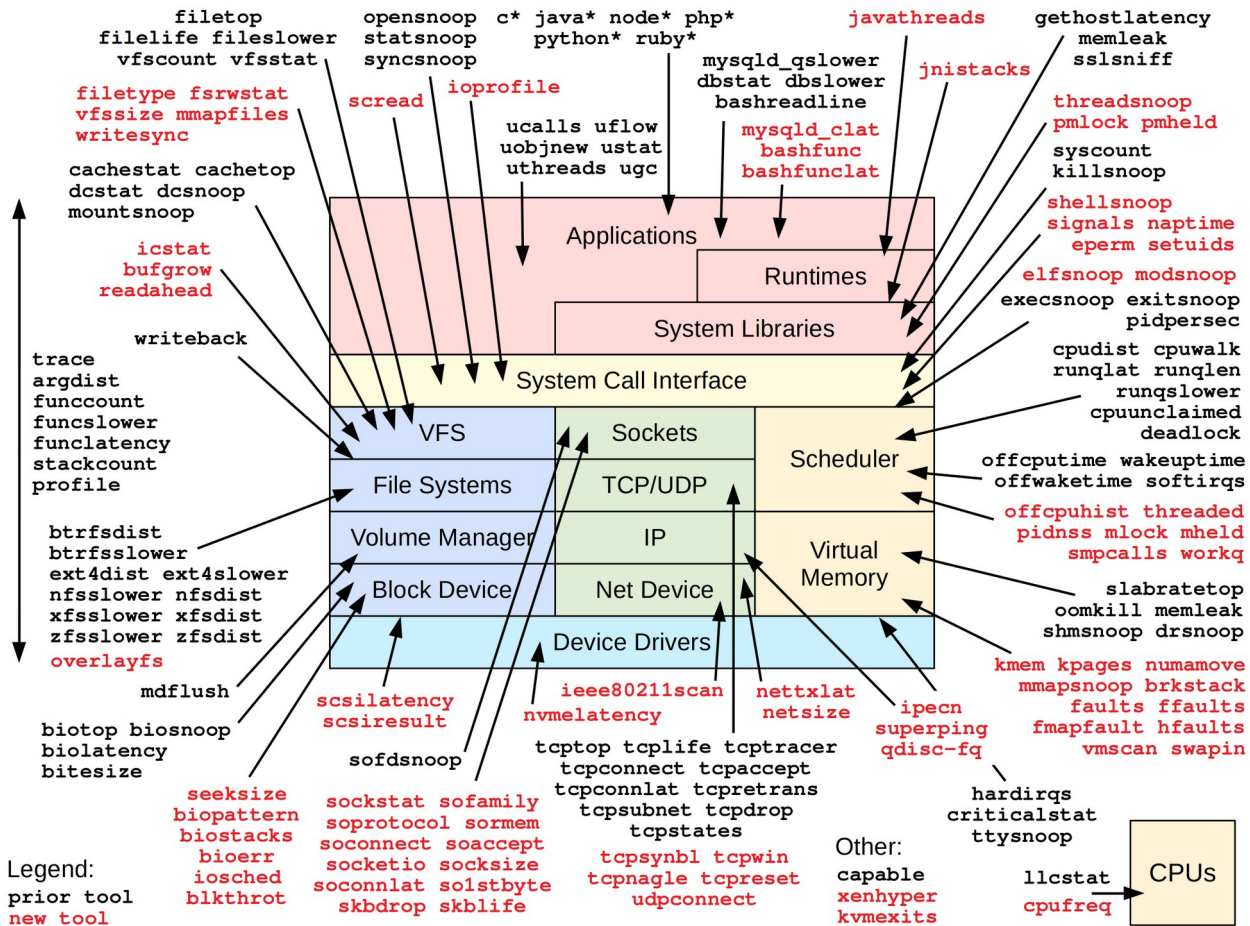 filetop
filelife fileslower
vfscount vfsstat
opensnoop
statsnoop
syncsnoop
c* java* node* php*
python* ruby*
javathreads
gethostlatency
memleak
sslsniff
mysqld_qslower
dbstat dbslower
bashreadline
jnistacks
filetype fsrwstat
vfssize mmapfiles
writesync
scread
ioprofile
threadsnoop
pmlock pmheld
ucalls uflow
uobjnew ustat
uthreads ugc
mysqld_clat
bashfunc
bashfunclat
syscount
killsnoop
cachestat cachetop
dcstat dcsnoop
mountsnoop
shellsnoop
signals naptime
eperm setuids
icstat
bufgrow
readahead
elfsnoop modsnoop
execsnoop exitsnoop
pidpersec
Applications
Runtimes
System Libraries
System Call Interface
VFS
Sockets
Scheduler
File Systems
TCP/UDP
Volume Manager
IP
Virtual
Memory
Block Device
Net Device
Device Drivers
writeback
trace
argdist
funccount
funcslower
funclatency
stackcount
profile
cpudist cpuwalk
runqlat runqlen
runqslower
cpuunclaimed
deadlock
offcputime wakeuptime
offwaketime softirqs
offcpuhist threaded
pidnss mlock mheld
smpcalls workq
btrfsdist
btrfsslower
ext4dist ext4slower
nfsslower nfsdist
xfsslower xfsdist
zfsslower zfsdist
overlayfs
slabratetop
oomkill memleak
shmsnoop drsnoop
kmem kpages numamove
mmapsnoop brkstack
faults ffaults
fmapfault hfaults
vmscan swapin
mdflush
scsilatency
scsiresult
ieee80211scan
nvmelatency
nettxlat
netsize
ipecn
superping
qdisc-fq
biotop biosnoop
biolatency
bitesize
sofdsnoop
tcptop tcplife tcptracer
tcpconnect tcpaccept
tcpconnlat tcpretrans
tcpsubnet tcpdrop
tcpstates
hardirqs
criticalstat
ttysnoop
seeksize
biopattern
biostacks
bioerr
iosched
blkthrot
sockstat sofamily
soprotocol sormem
soconnect soaccept
socketio socksize
soconnlat so1stbyte
skbdrop skblife
tcpsynbl tcpwin
tcpnagle tcpreset
udpconnect
Legend:
prior tool
new tool
Other:
capable
xenhyper
kvmexits
llcstat
cpufreq
CPUs